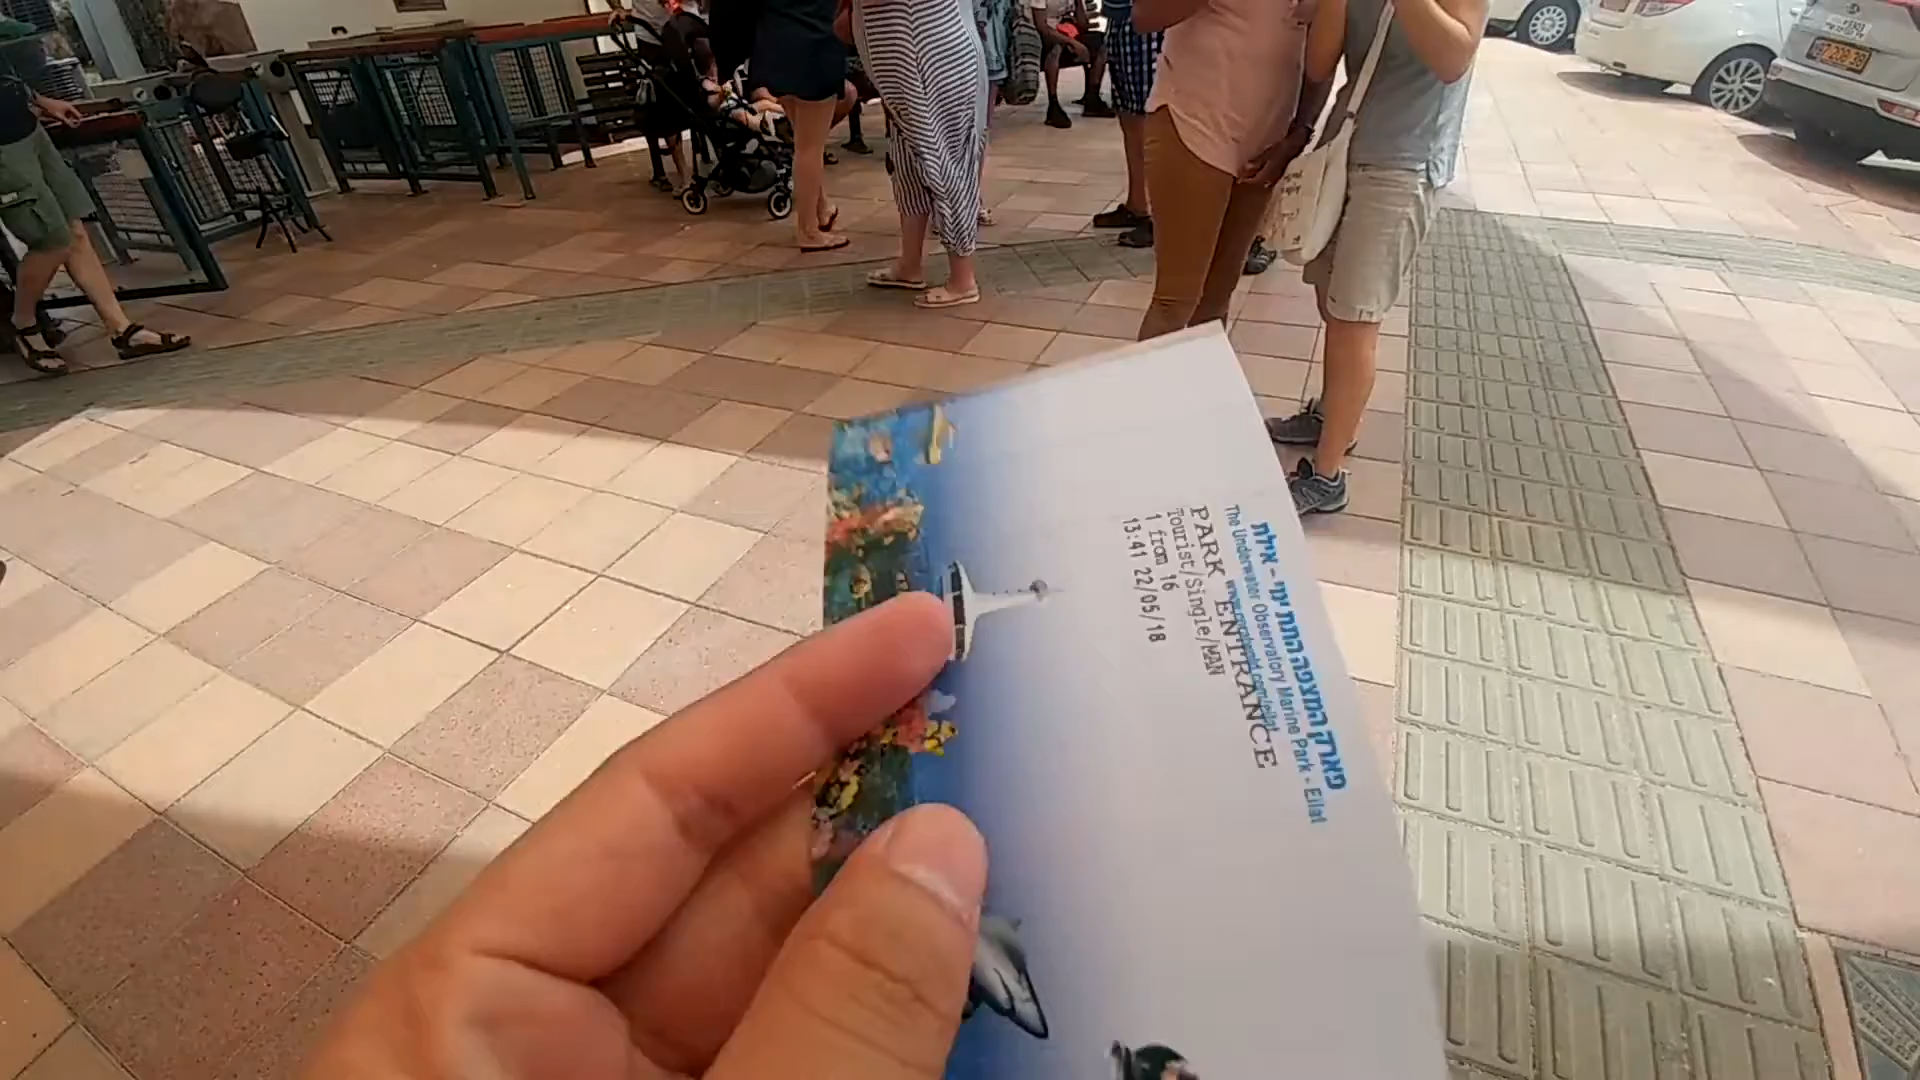 פארק המצפה התת ימי - אילת
The Underwater Observatory Marine Park - Eilat
PARK ENTRANCE
Tourist/Single/MAN
1 from 16
13:41 22/05/18